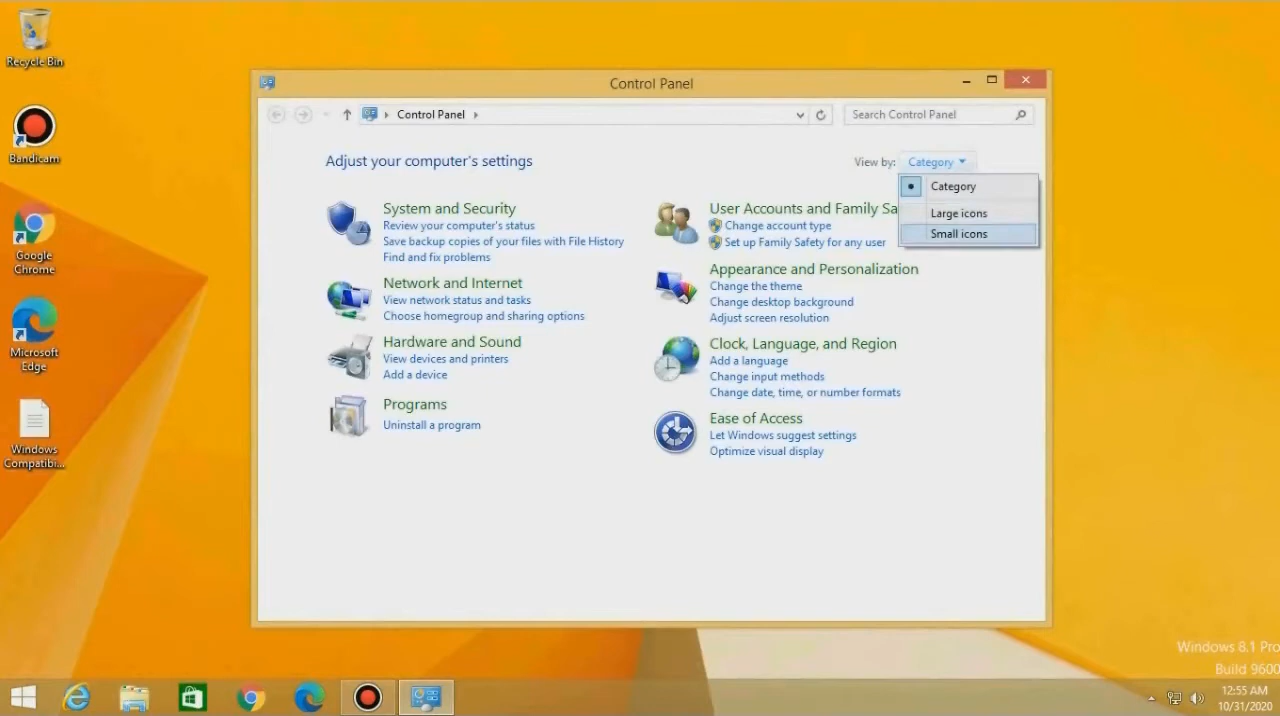 Recycle Bin
Bandicam
Google
Chrome
Microsoft
Edge
Windows
Compatibi...
Control Panel
Control Panel
Search Control Panel
Adjust your computer's settings
View by: Category
Category
Large icons
Small icons
System and Security
Review your computer's status
Save backup copies of your files with File History
Find and fix problems
Network and Internet
View network status and tasks
Choose homegroup and sharing options
Hardware and Sound
View devices and printers
Add a device
Programs
Uninstall a program
User Accounts and Family Sa
Change account type
Set up Family Safety for any user
Appearance and Personalization
Change the theme
Change desktop background
Adjust screen resolution
Clock, Language, and Region
Add a language
Change input methods
Change date, time, or number formats
Ease of Access
Let Windows suggest settings
Optimize visual display
Windows 8.1 Pro
Build 9600
12:55 AM
10/31/2020